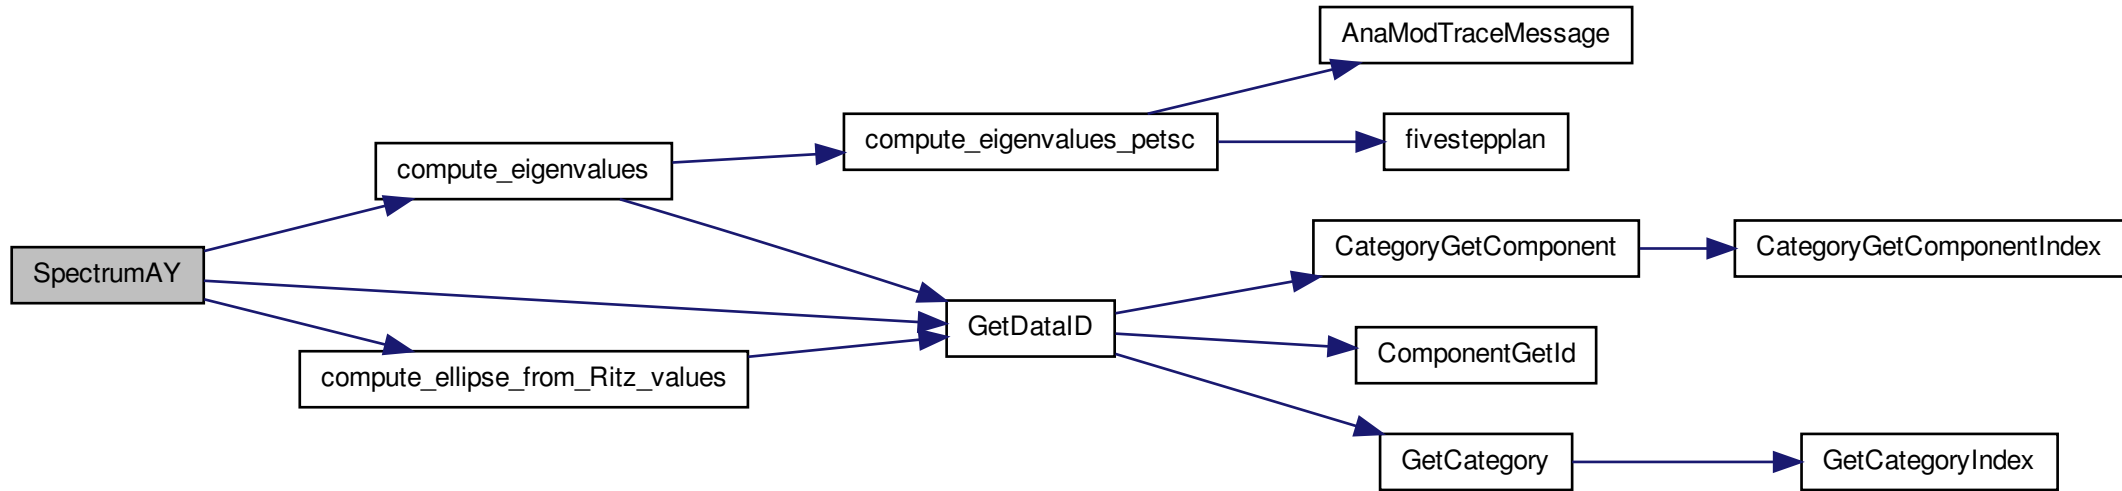 AnaModTraceMessage
compute_eigenvalues_petsc
fivestepplan
compute_eigenvalues
CategoryGetComponent
CategoryGetComponentIndex
SpectrumAY
GetDataID
ComponentGetId
compute_ellipse_from_Ritz_values
GetCategory
GetCategoryIndex